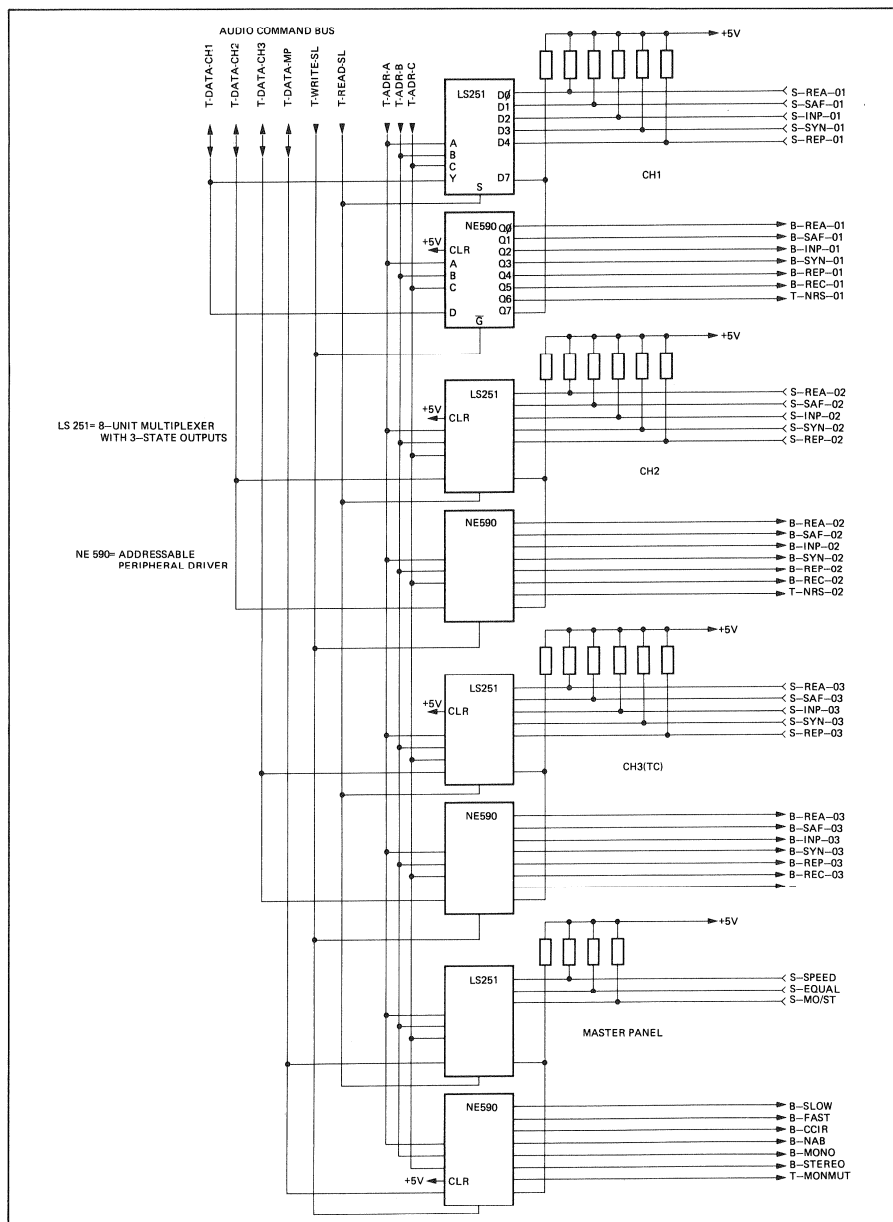 AUDIO COMMAND BUS
T-DATA-CH1
T-DATA-CH2
T-DATA-CH3
T-DATA-MP
T-WRITE-SL
T-READ-SL
T-ADR-A
T-ADR-B
T-ADR-C
+5V
LS251
DØ
D1
D2
D3
D4
D7
A
B
C
Y
S
S-REA-01
S-SAF-01
S-INP-01
S-SYN-01
S-REP-01
CH1
NE590
+5V
CLR
A
B
C
D
G
QØ
Q1
Q2
Q3
Q4
Q5
Q6
Q7
B-REA-01
B-SAF-01
B-INP-01
B-SYN-01
B-REP-01
B-REC-01
T-NRS-01
+5V
LS251
+5V
CLR
S-REA-02
S-SAF-02
S-INP-02
S-SYN-02
S-REP-02
CH2
LS 251= 8-UNIT MULTIPLEXER
WITH 3-STATE OUTPUTS
NE590
B-REA-02
B-SAF-02
B-INP-02
B-SYN-02
B-REP-02
B-REC-02
T-NRS-02
NE 590= ADDRESSABLE
PERIPHERAL DRIVER
+5V
LS251
+5V
CLR
S-REA-03
S-SAF-03
S-INP-03
S-SYN-03
S-REP-03
CH3(TC)
NE590
B-REA-03
B-SAF-03
B-INP-03
B-SYN-03
B-REP-03
B-REC-03
-
+5V
LS251
S-SPEED
S-EQUAL
S-MO/ST
MASTER PANEL
NE590
+5V
CLR
B-SLOW
B-FAST
B-CCIR
B-NAB
B-MONO
B-STEREO
T-MONMUT